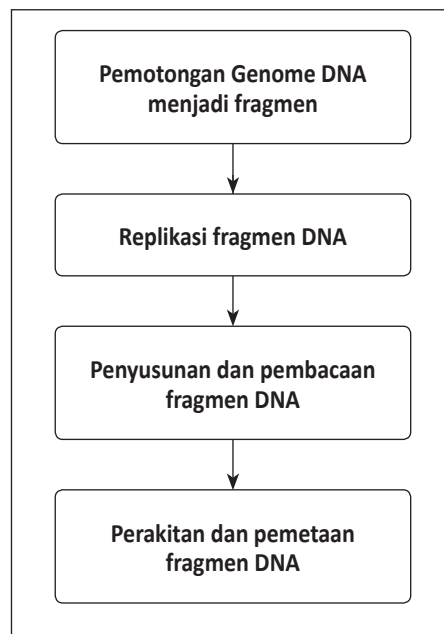 Pemotongan Genome DNA
menjadi fragmen
Replikasi fragmen DNA
Penyusunan dan pembacaan
fragmen DNA
Perakitan dan pemetaan
fragmen DNA